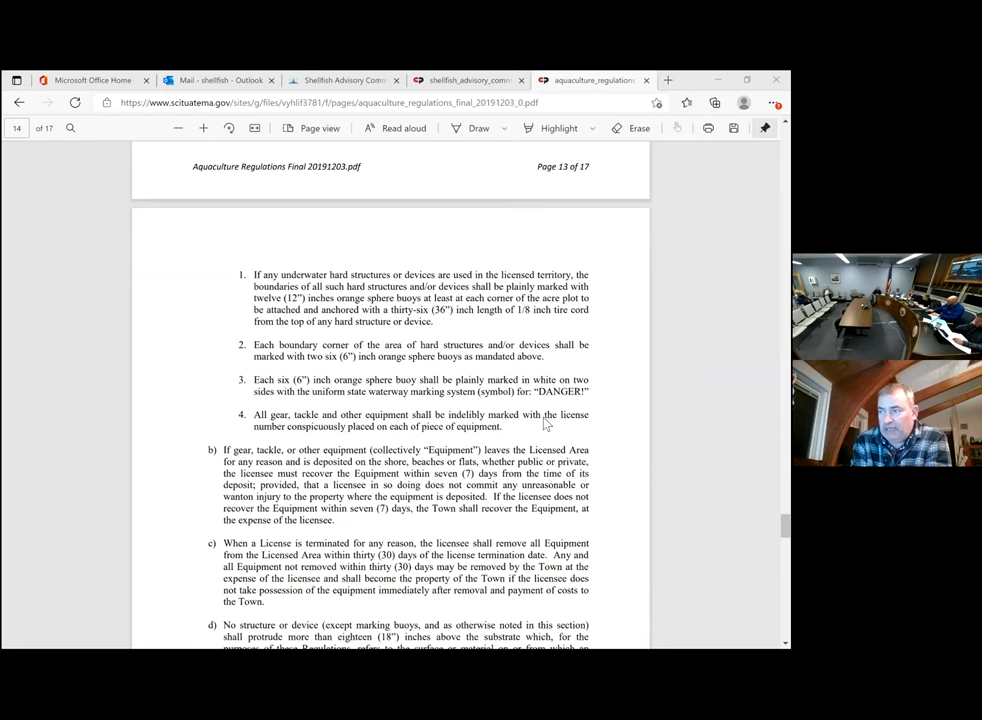 Microsoft Office Home
Mail - shellfish - Outlook
Shellfish Advisory Comm
shellfish_advisory_comm
aquaculture_regulations
https://www.scituatema.gov/sites/g/files/vyhlif3781/f/pages/aquaculture_regulations_final_20191203_0.pdf
14 of 17
Page view
Read aloud
Draw
Highlight
Erase
Aquaculture Regulations Final 20191203.pdf Page 13 of 17
1. If any underwater hard structures or devices are used in the licensed territory, the
boundaries of all such hard structures and/or devices shall be plainly marked with
twelve (12”) inches orange sphere buoys at least at each corner of the acre plot to
be attached and anchored with a thirty-six (36”) inch length of 1/8 inch tire cord
from the top of any hard structure or device.
2. Each boundary corner of the area of hard structures and/or devices shall be
marked with two six (6”) inch orange sphere buoys as mandated above.
3. Each six (6”) inch orange sphere buoy shall be plainly marked in white on two
sides with the uniform state waterway marking system (symbol) for: “DANGER!”
4. All gear, tackle and other equipment shall be indelibly marked with the license
number conspicuously placed on each of piece of equipment.
b) If gear, tackle, or other equipment (collectively “Equipment”) leaves the Licensed Area
for any reason and is deposited on the shore, beaches or flats, whether public or private,
the licensee must recover the Equipment within seven (7) days from the time of its
deposit; provided, that a licensee in so doing does not commit any unreasonable or
wanton injury to the property where the equipment is deposited. If the licensee does not
recover the Equipment within seven (7) days, the Town shall recover the Equipment, at
the expense of the licensee.
c) When a License is terminated for any reason, the licensee shall remove all Equipment
from the Licensed Area within thirty (30) days of the license termination date. Any and
all Equipment not removed within thirty (30) days may be removed by the Town at the
expense of the licensee and shall become the property of the Town if the licensee does
not take possession of the equipment immediately after removal and payment of costs to
the Town.
d) No structure or device (except marking buoys, and as otherwise noted in this section)
shall protrude more than eighteen (18”) inches above the substrate which, for the
purposes of these Regulations, refers to the surface or material on or from which an